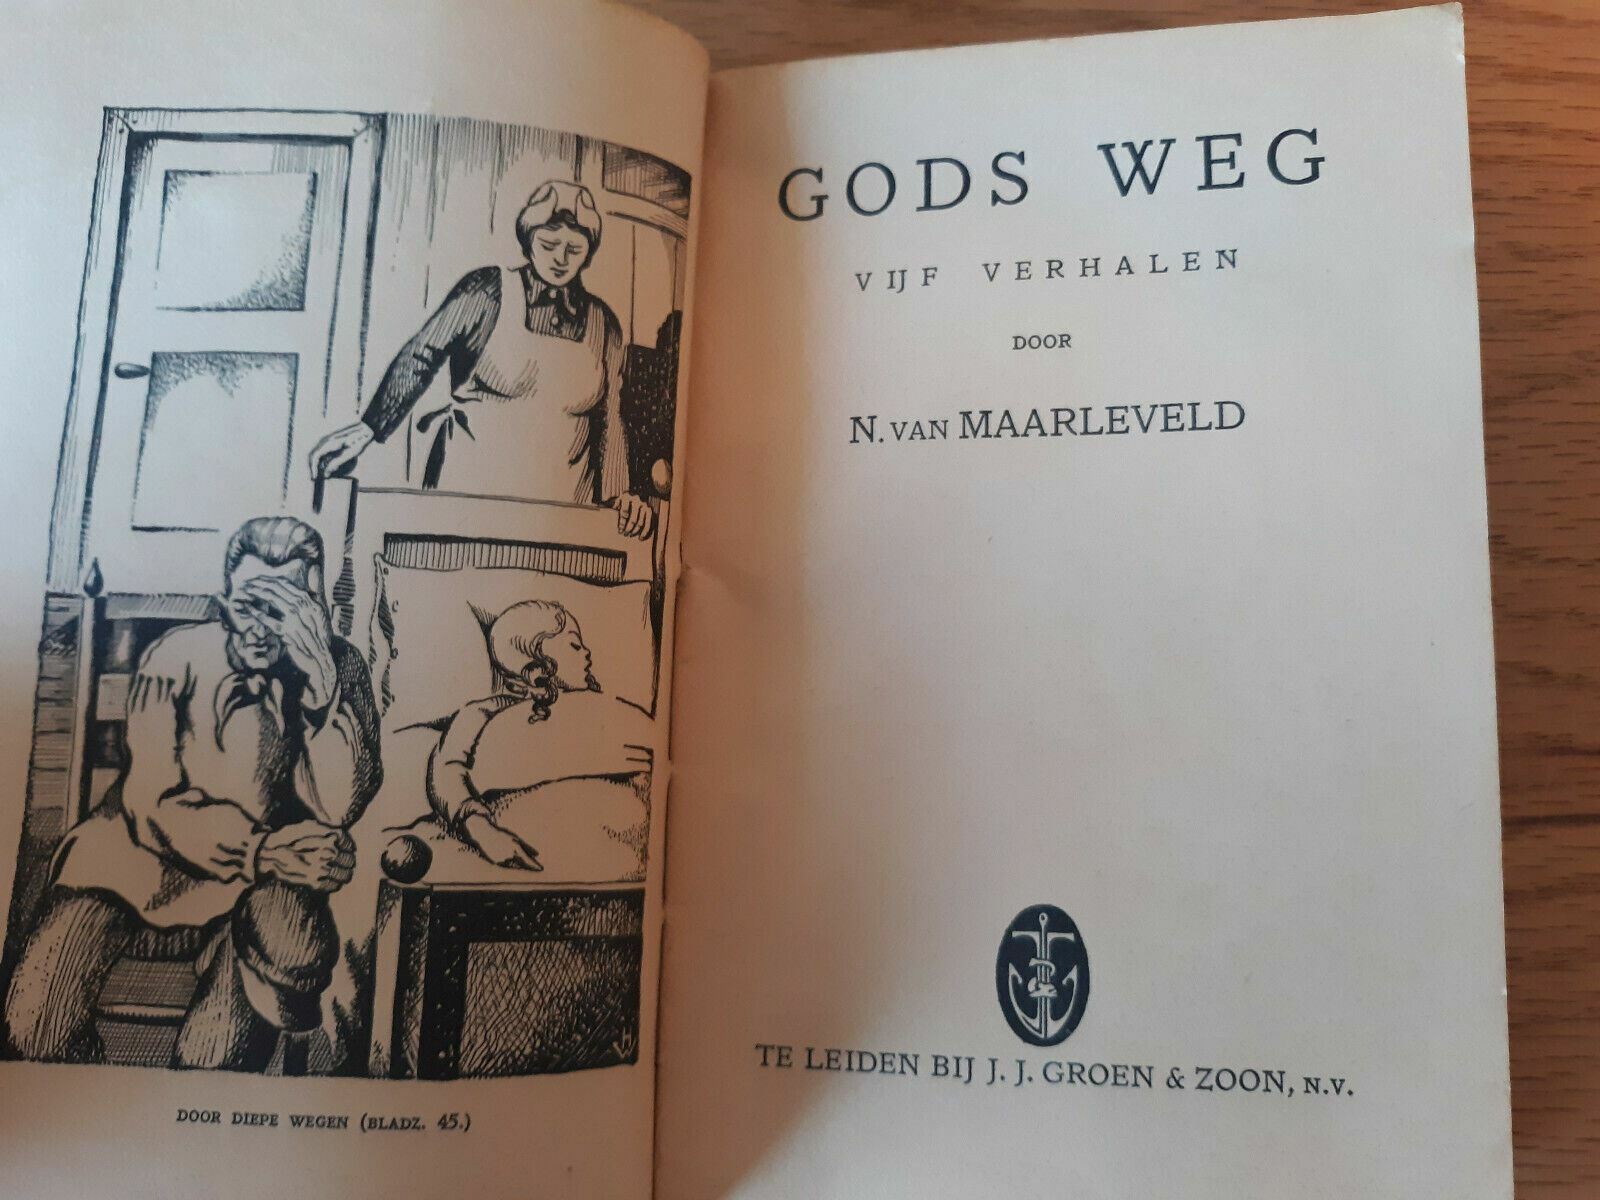 DOOR DIEPE WEGEN (BLADZ. 45.)
GODS WEG
VIJF VERHALEN
DOOR
N. VAN MAARLEVELD
TE LEIDEN BIJ J. J. GROEN & ZOON, N.V.